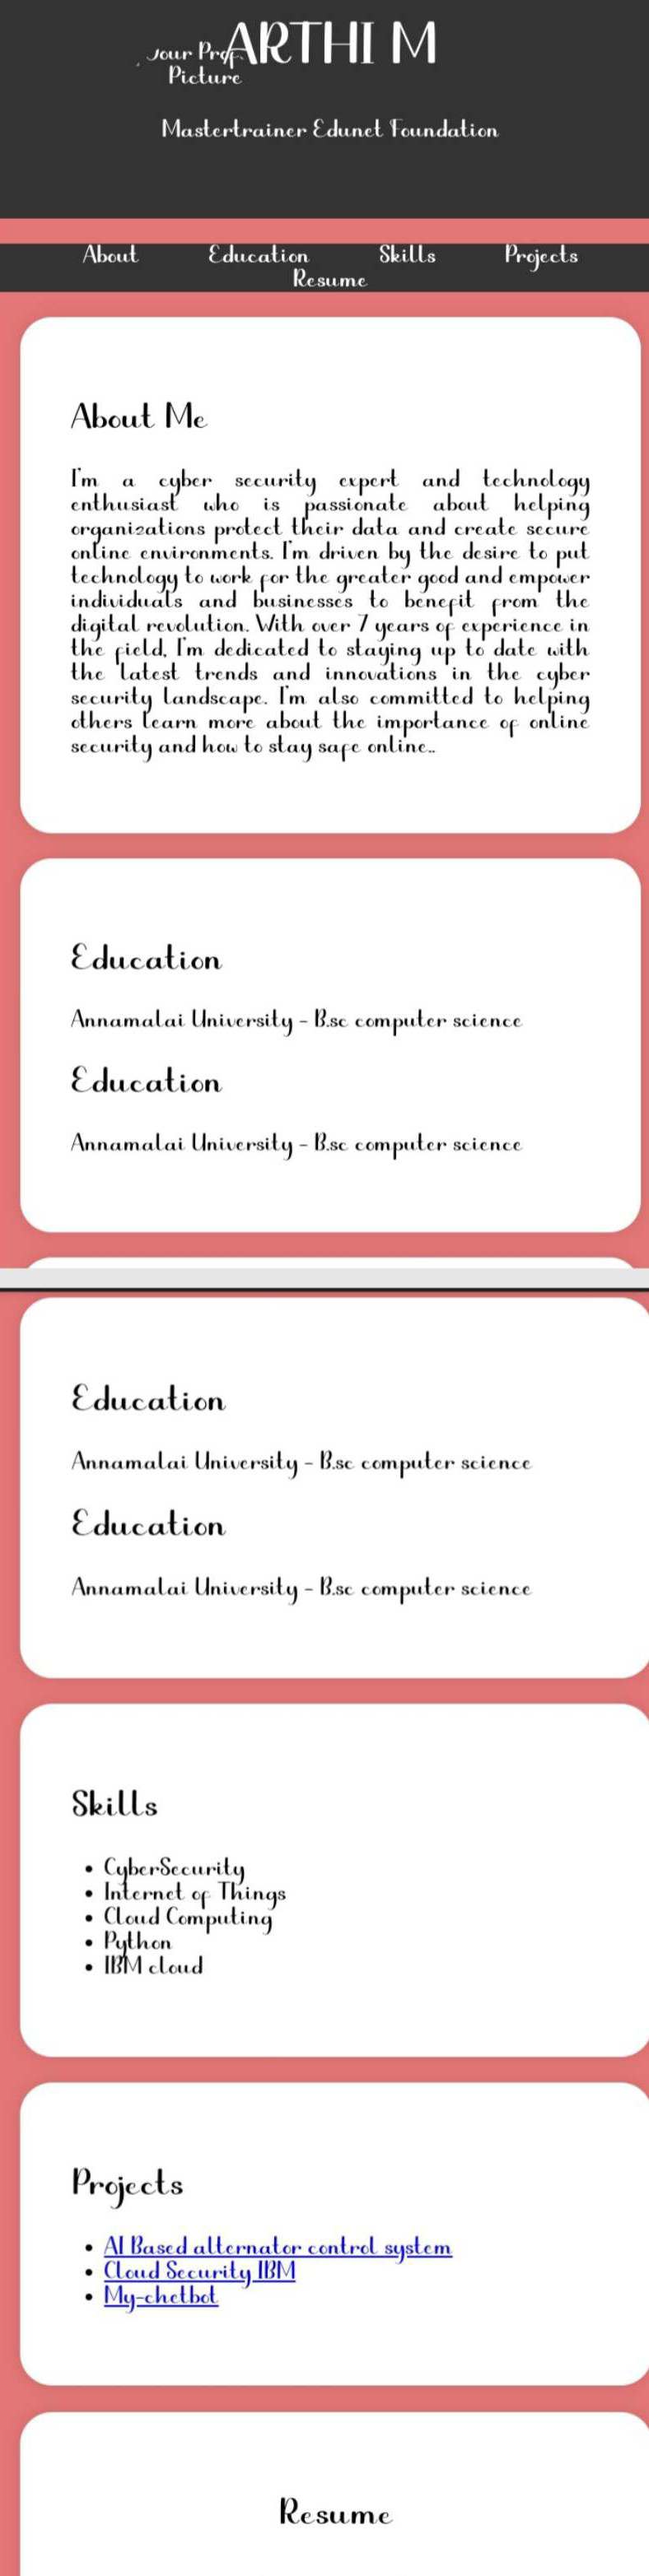 ARTHI M
your Prof
Picture
Mastertrainer Edunet Foundation
About Education Skills Projects
Resume
About Me
I'm a cyber security expert and technology
enthusiast who is passionate about helping
organizations protect their data and create secure
online environments. I'm driven by the desire to put
technology to work for the greater good and empower
individuals and businesses to benefit from the
digital revolution. With over 7 years of experience in
the field, I'm dedicated to staying up to date with
the latest trends and innovations in the cyber
security landscape. I'm also committed to helping
others learn more about the importance of online
security and how to stay safe online..
Education
Annamalai University - B.sc computer science
Education
Annamalai University - B.sc computer science
Education
Annamalai University - B.sc computer science
Education
Annamalai University - B.sc computer science
Skills
• CyberSecurity
• Internet of Things
• Cloud Computing
• Python
• IBM cloud
Projects
• AI Based alternator control system
• Cloud Security IBM
• My-chetbot
Resume